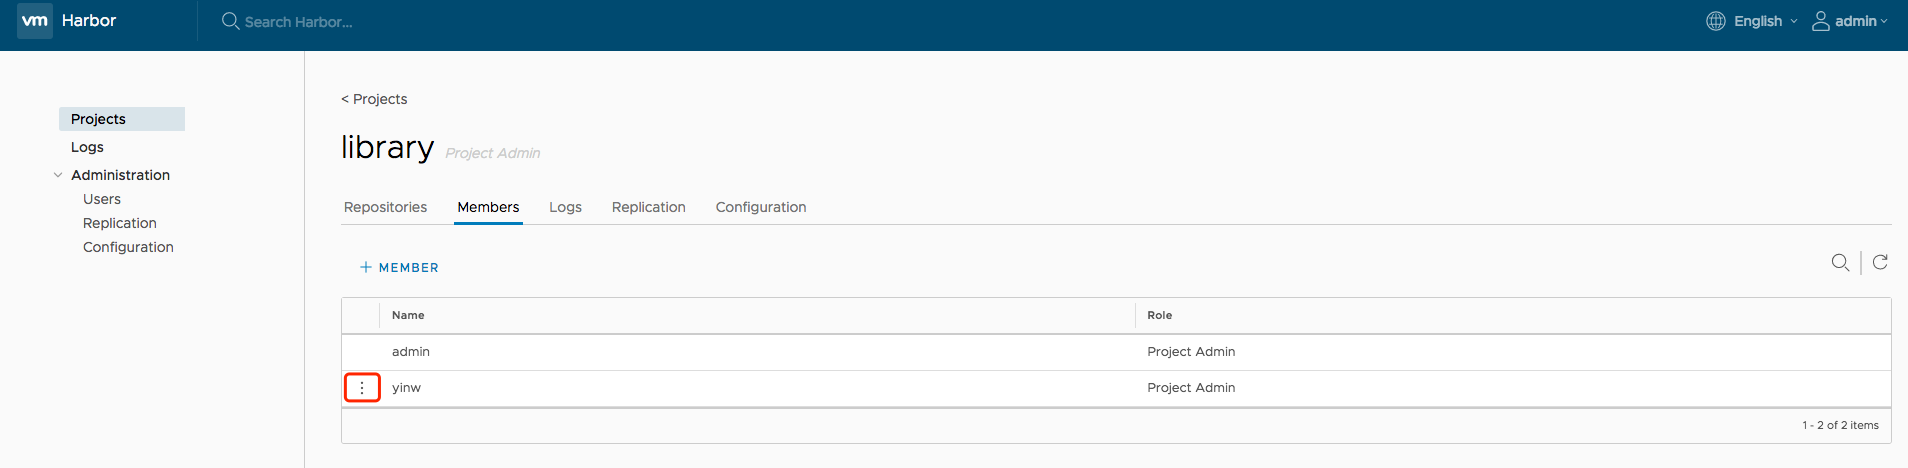 vm Harbor Search Harbor... English admin
Projects
Logs
Administration
Users
Replication
Configuration
< Projects
library Project Admin
Repositories Members Logs Replication Configuration
+ MEMBER
Name Role
admin Project Admin
yinw Project Admin
1 - 2 of 2 items